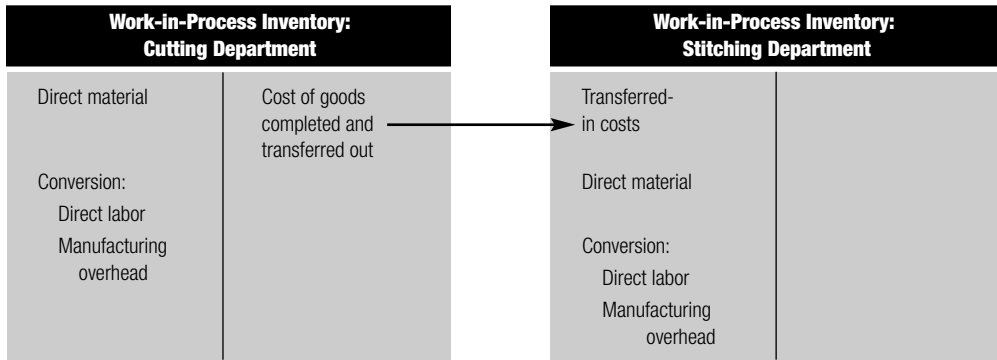 Work-in-Process Inventory:
Cutting Department
Direct material
Conversion:
Direct labor
Manufacturing
overhead
Cost of goods
completed and
transferred out
Work-in-Process Inventory:
Stitching Department
Transferred-
in costs
Direct material
Conversion:
Direct labor
Manufacturing
overhead